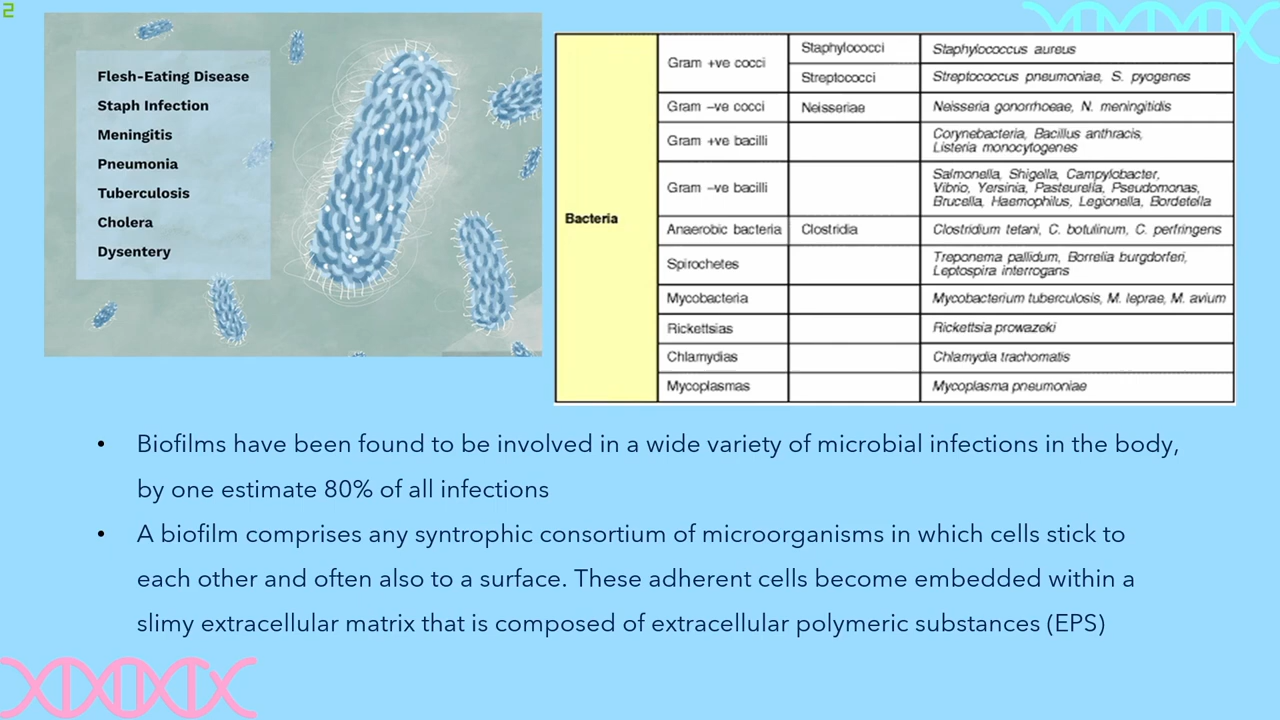 2
Flesh-Eating Disease
Staph Infection
Meningitis
Pneumonia
Tuberculosis
Cholera
Dysentery
Bacteria
Gram +ve cocci
Staphylococci
Staphylococcus aureus
Streptococci
Streptococcus pneumoniae, S. pyogenes
Gram –ve cocci
Neisseriae
Neisseria gonorrhoeae, N. meningitidis
Gram +ve bacilli
Corynebacteria, Bacillus anthracis,
Listeria monocytogenes
Gram –ve bacilli
Salmonella, Shigella, Campylobacter,
Vibrio, Yersinia, Pasteurella, Pseudomonas,
Brucella, Haemophilus, Legionella, Bordetella
Anaerobic bacteria
Clostridia
Clostridium tetani, C. botulinum, C. perfringens
Spirochetes
Treponema pallidum, Borrelia burgdorferi,
Leptospira interrogans
Mycobacteria
Mycobacterium tuberculosis, M. leprae, M. avium
Rickettsias
Rickettsia prowazeki
Chlamydias
Chlamydia trachomatis
Mycoplasmas
Mycoplasma pneumoniae
• Biofilms have been found to be involved in a wide variety of microbial infections in the body,
by one estimate 80% of all infections
• A biofilm comprises any syntrophic consortium of microorganisms in which cells stick to
each other and often also to a surface. These adherent cells become embedded within a
slimy extracellular matrix that is composed of extracellular polymeric substances (EPS)